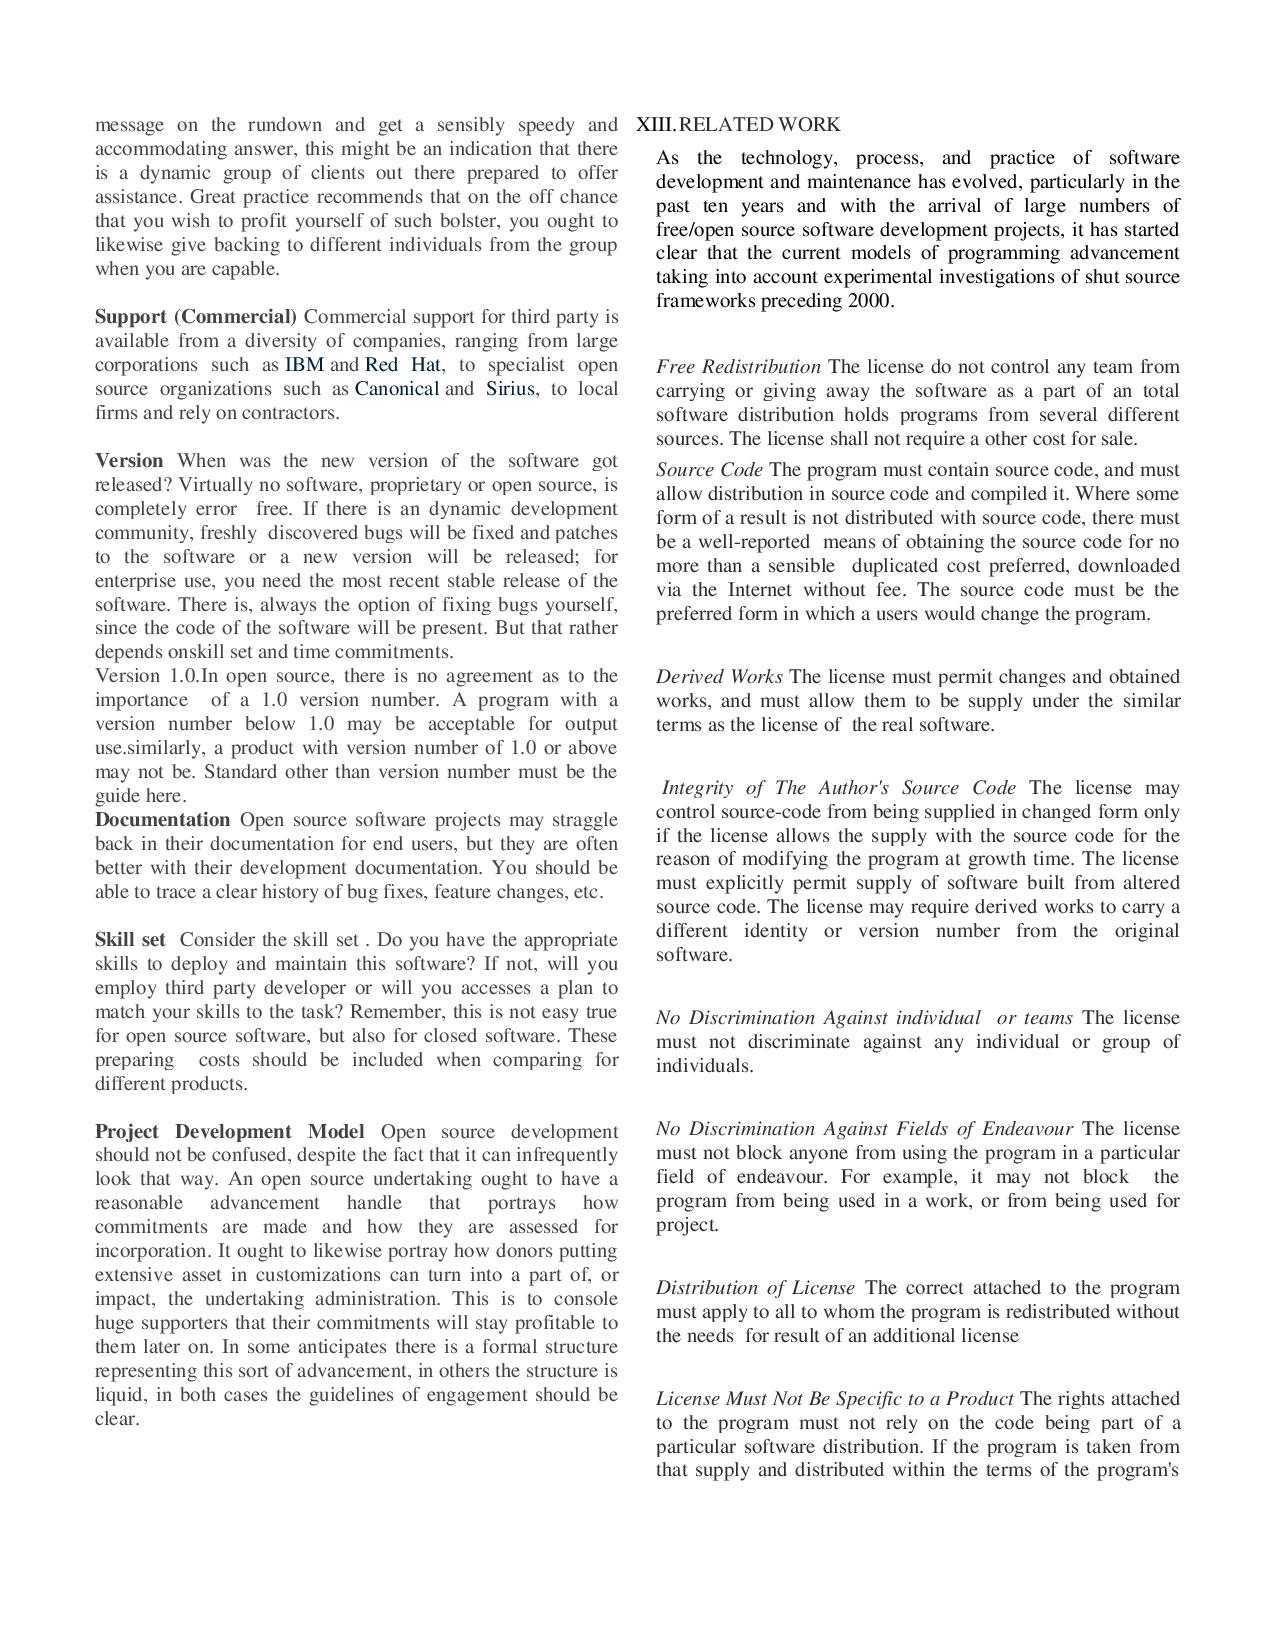 message on the rundown and get a sensibly speedy and
accommodating answer, this might be an indication that there
is a dynamic group of clients out there prepared to offer
assistance. Great practice recommends that on the off chance
that you wish to profit yourself of such bolster, you ought to
likewise give backing to different individuals from the group
when you are capable.
Support (Commercial) Commercial support for third party is
available from a diversity of companies, ranging from large
corporations such as IBM and Red Hat, to specialist open
source organizations such as Canonical and Sirius, to local
firms and rely on contractors.
Version When was the new version of the software got
released? Virtually no software, proprietary or open source, is
completely error free. If there is an dynamic development
community, freshly discovered bugs will be fixed and patches
to the software or a new version will be released; for
enterprise use, you need the most recent stable release of the
software. There is, always the option of fixing bugs yourself,
since the code of the software will be present. But that rather
depends onskill set and time commitments.
Version 1.0.In open source, there is no agreement as to the
importance of a 1.0 version number. A program with a
version number below 1.0 may be acceptable for output
use.similarly, a product with version number of 1.0 or above
may not be. Standard other than version number must be the
guide here.
Documentation Open source software projects may straggle
back in their documentation for end users, but they are often
better with their development documentation. You should be
able to trace a clear history of bug fixes, feature changes, etc.
Skill set Consider the skill set . Do you have the appropriate
skills to deploy and maintain this software? If not, will you
employ third party developer or will you accesses a plan to
match your skills to the task? Remember, this is not easy true
for open source software, but also for closed software. These
preparing costs should be included when comparing for
different products.
Project Development Model Open source development
should not be confused, despite the fact that it can infrequently
look that way. An open source undertaking ought to have a
reasonable advancement handle that portrays how
commitments are made and how they are assessed for
incorporation. It ought to likewise portray how donors putting
extensive asset in customizations can turn into a part of, or
impact, the undertaking administration. This is to console
huge supporters that their commitments will stay profitable to
them later on. In some anticipates there is a formal structure
representing this sort of advancement, in others the structure is
liquid, in both cases the guidelines of engagement should be
clear.
XIII. RELATED WORK
As the technology, process, and practice of software
development and maintenance has evolved, particularly in the
past ten years and with the arrival of large numbers of
free/open source software development projects, it has started
clear that the current models of programming advancement
taking into account experimental investigations of shut source
frameworks preceding 2000.
Free Redistribution The license do not control any team from
carrying or giving away the software as a part of an total
software distribution holds programs from several different
sources. The license shall not require a other cost for sale.
Source Code The program must contain source code, and must
allow distribution in source code and compiled it. Where some
form of a result is not distributed with source code, there must
be a well-reported means of obtaining the source code for no
more than a sensible duplicated cost preferred, downloaded
via the Internet without fee. The source code must be the
preferred form in which a users would change the program.
Derived Works The license must permit changes and obtained
works, and must allow them to be supply under the similar
terms as the license of the real software.
Integrity of The Author's Source Code The license may
control source-code from being supplied in changed form only
if the license allows the supply with the source code for the
reason of modifying the program at growth time. The license
must explicitly permit supply of software built from altered
source code. The license may require derived works to carry a
different identity or version number from the original
software.
No Discrimination Against individual or teams The license
must not discriminate against any individual or group of
individuals.
No Discrimination Against Fields of Endeavour The license
must not block anyone from using the program in a particular
field of endeavour. For example, it may not block the
program from being used in a work, or from being used for
project.
Distribution of License The correct attached to the program
must apply to all to whom the program is redistributed without
the needs for result of an additional license
License Must Not Be Specific to a Product The rights attached
to the program must not rely on the code being part of a
particular software distribution. If the program is taken from
that supply and distributed within the terms of the program's